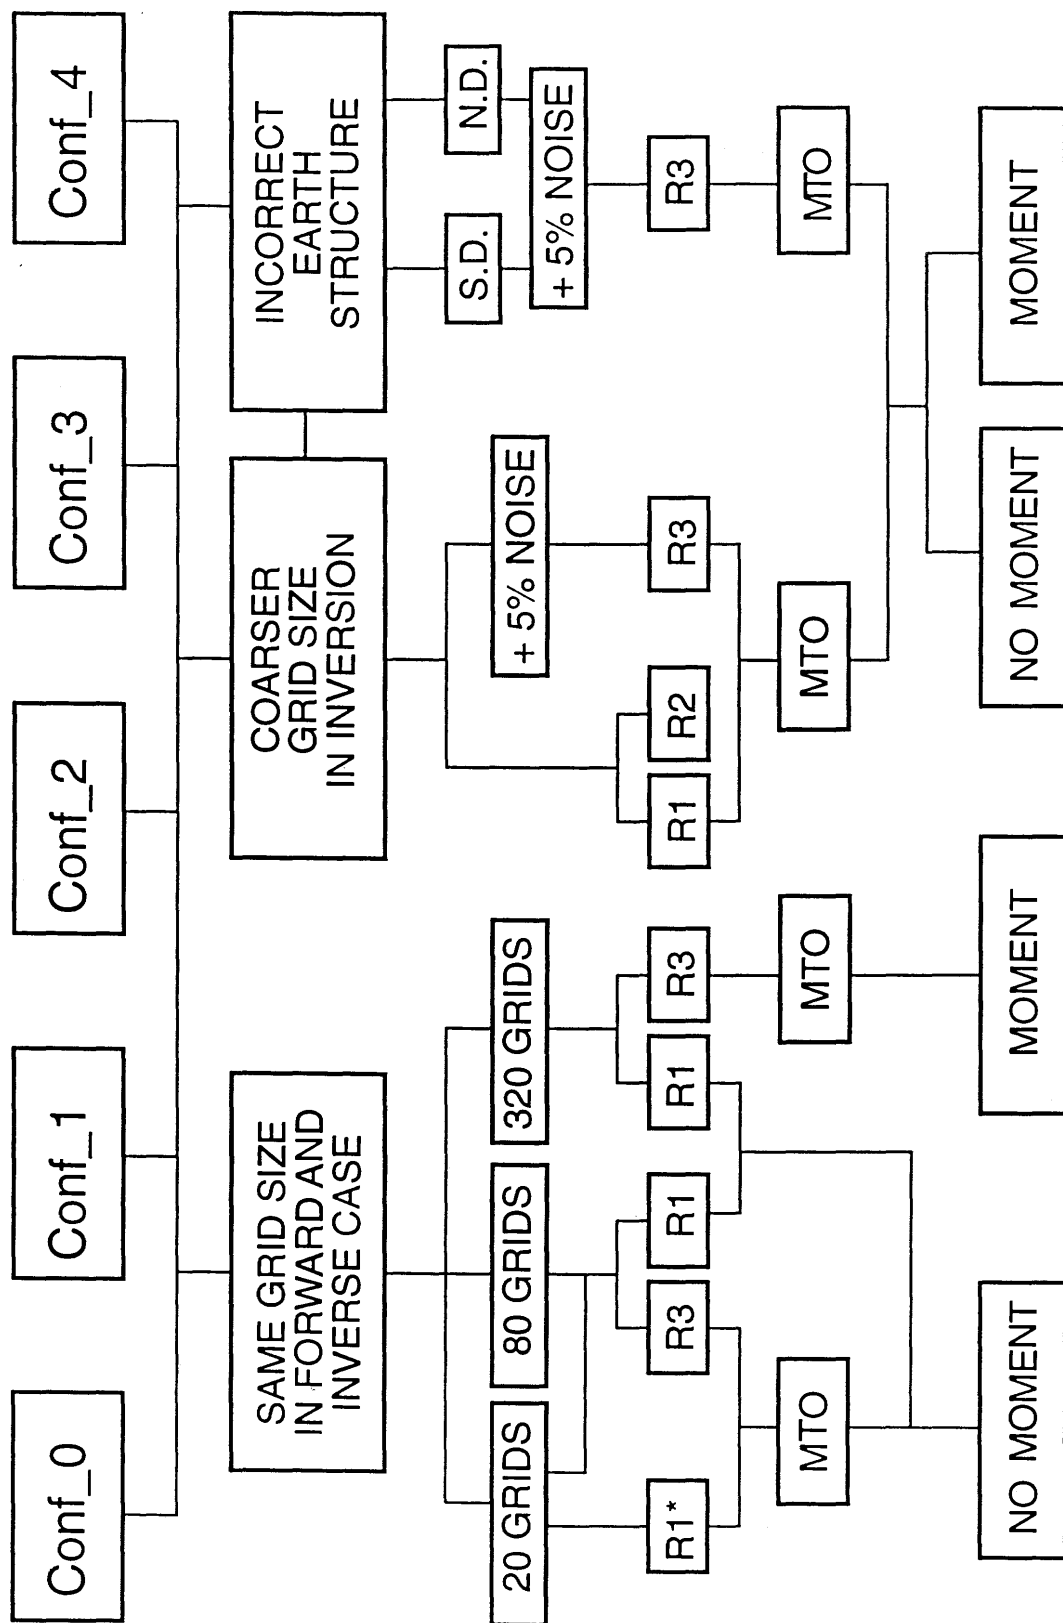 Conf_0
Conf_1
Conf_2
Conf_3
Conf_4
SAME GRID SIZE
IN FORWARD AND
INVERSE CASE
COARSER
GRID SIZE
IN INVERSION
INCORRECT
EARTH
STRUCTURE
S.D.
N.D.
20 GRIDS
80 GRIDS
320 GRIDS
+ 5% NOISE
+ 5% NOISE
R1*
R3
R1
R1
R3
R1
R2
R3
R3
MTO
MTO
MTO
MTO
NO MOMENT
MOMENT
NO MOMENT
MOMENT